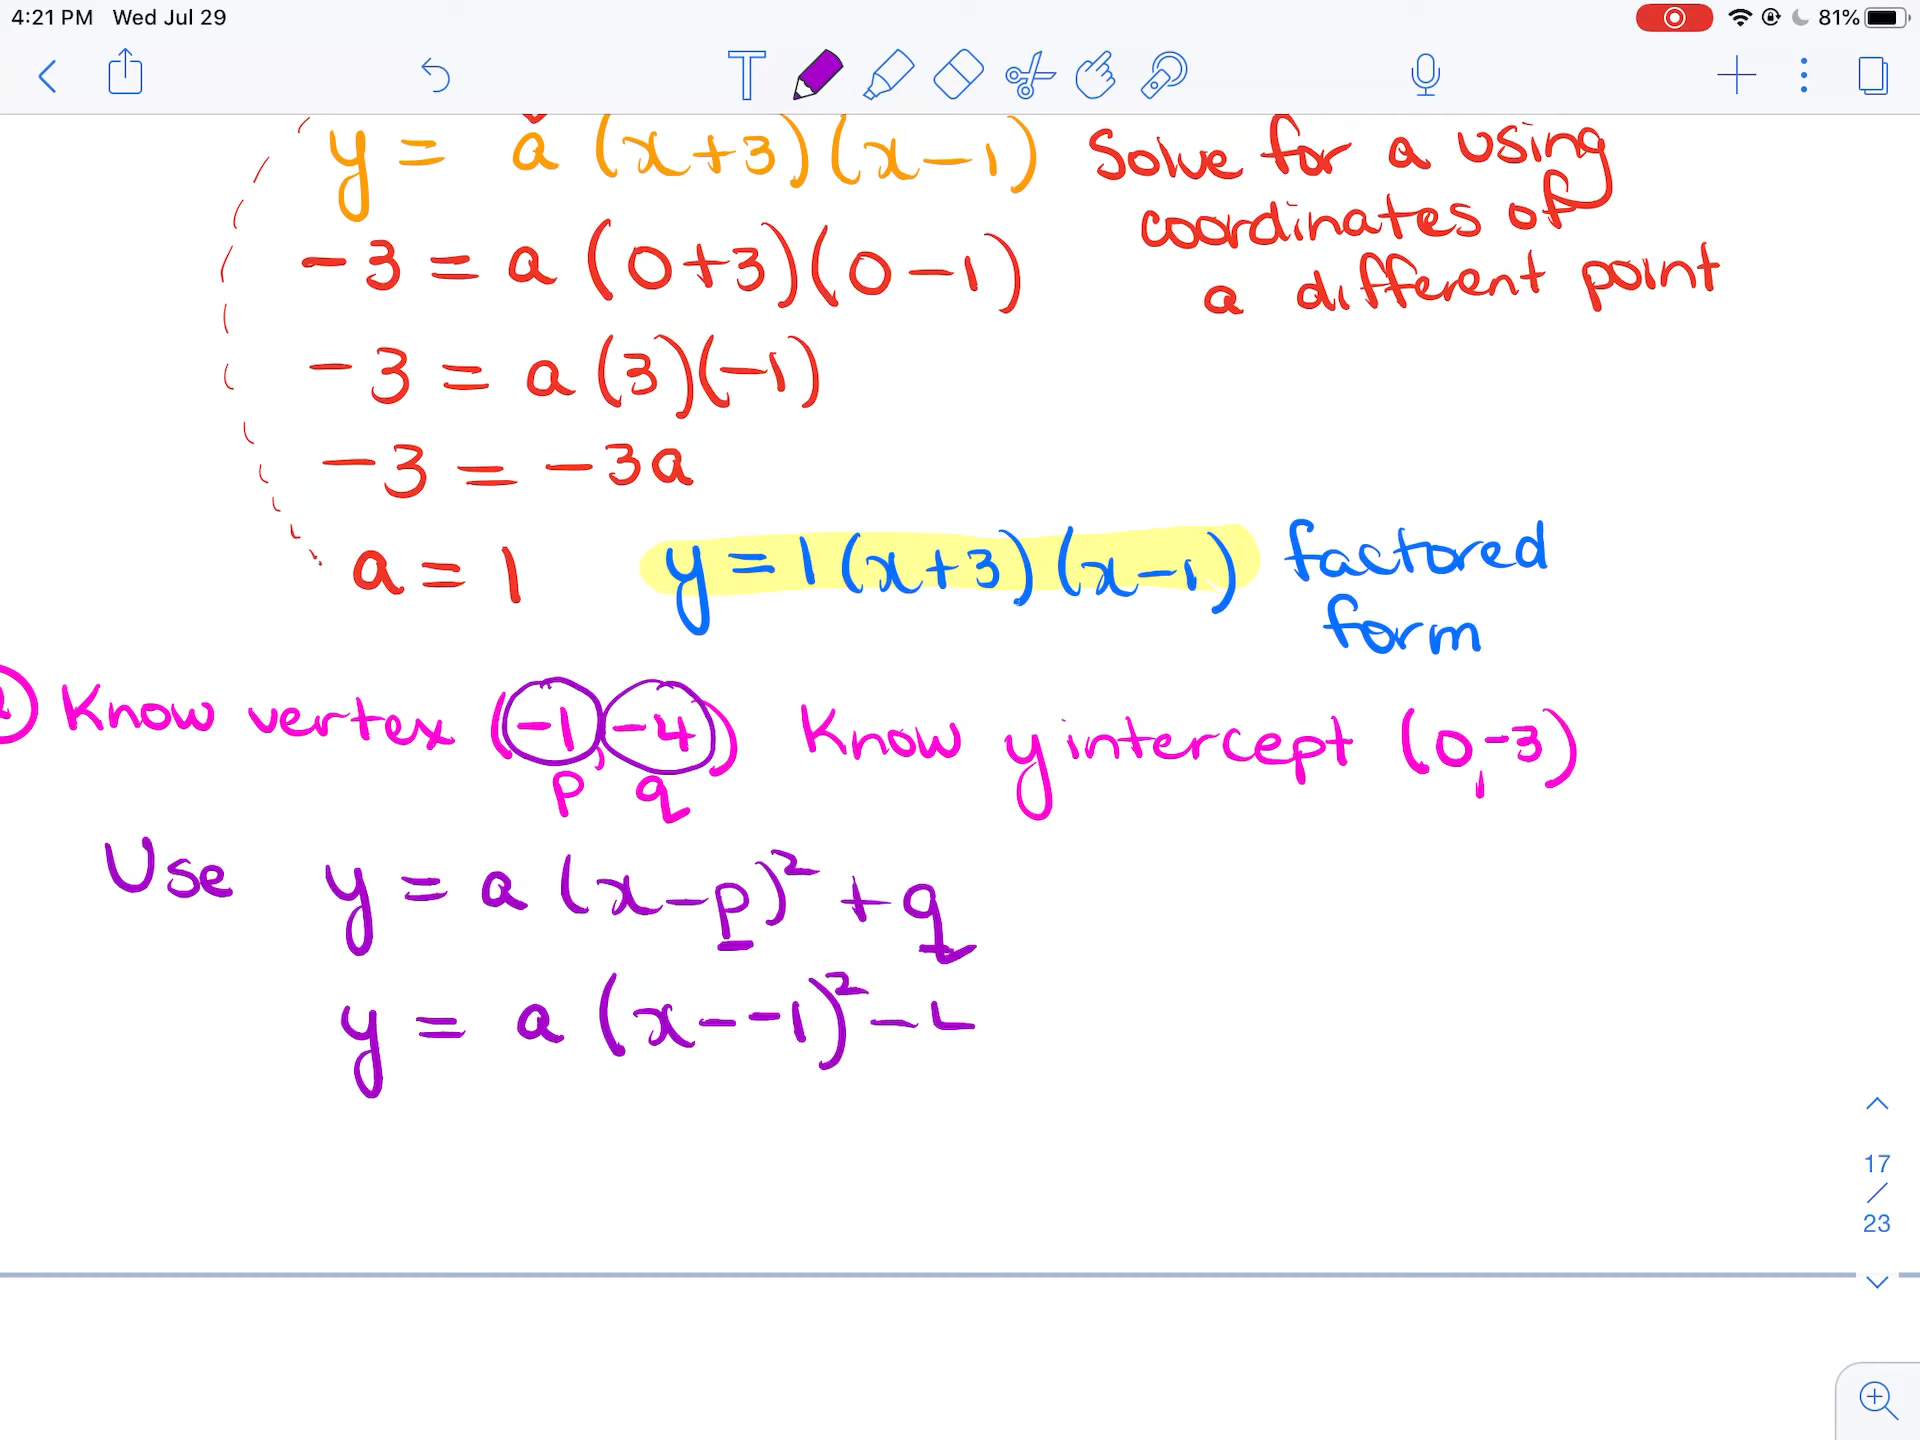 4:21 PM Wed Jul 29 81%
T
y = a (x+3)(x-1) Solve for a using
coordinates of
-3 = a (0+3)(0-1) a different point
-3 = a (3)(-1)
-3 = -3a
a = 1 y = 1 (x+3)(x-1) factored
form
Know vertex (-1, -4) Know y intercept (0,-3)
p q
Use y = a (x-p)² + q
y = a (x--1)² -
17
/
23